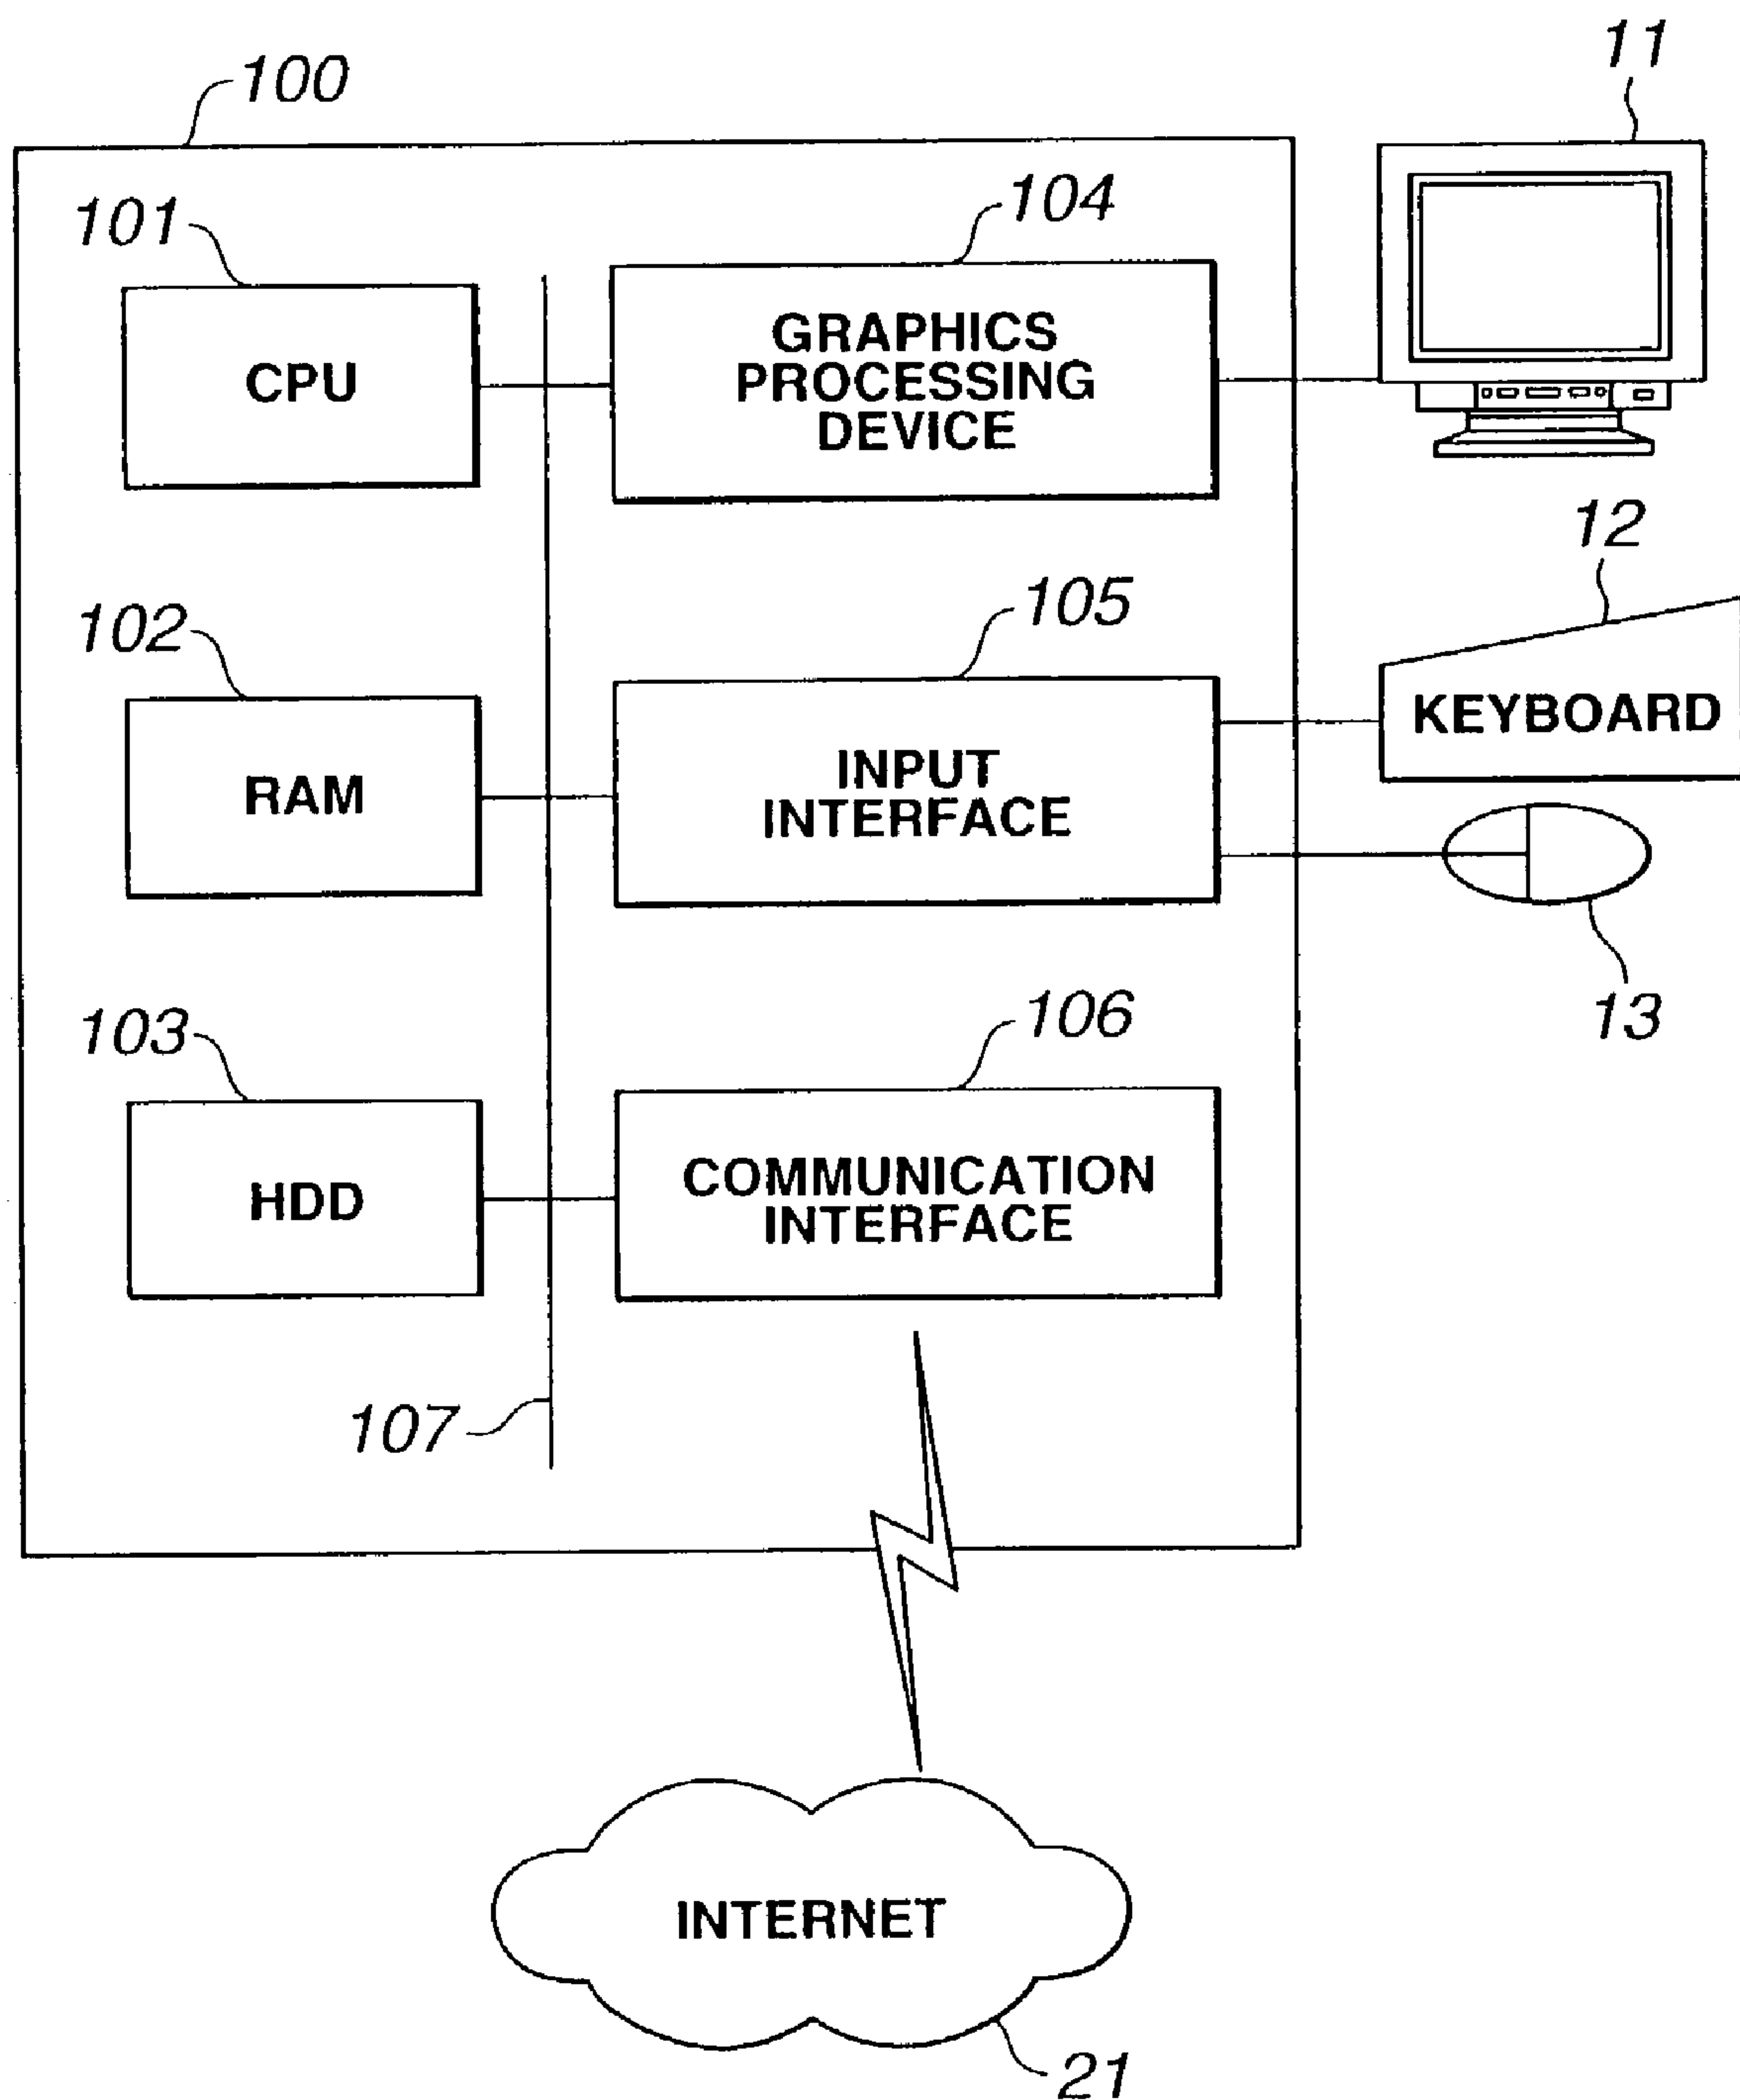 100
11
101
104
CPU
GRAPHICS
PROCESSING
DEVICE
12
102
105
KEYBOARD
RAM
INPUT
INTERFACE
13
103
106
HDD
COMMUNICATION
INTERFACE
107
INTERNET
21